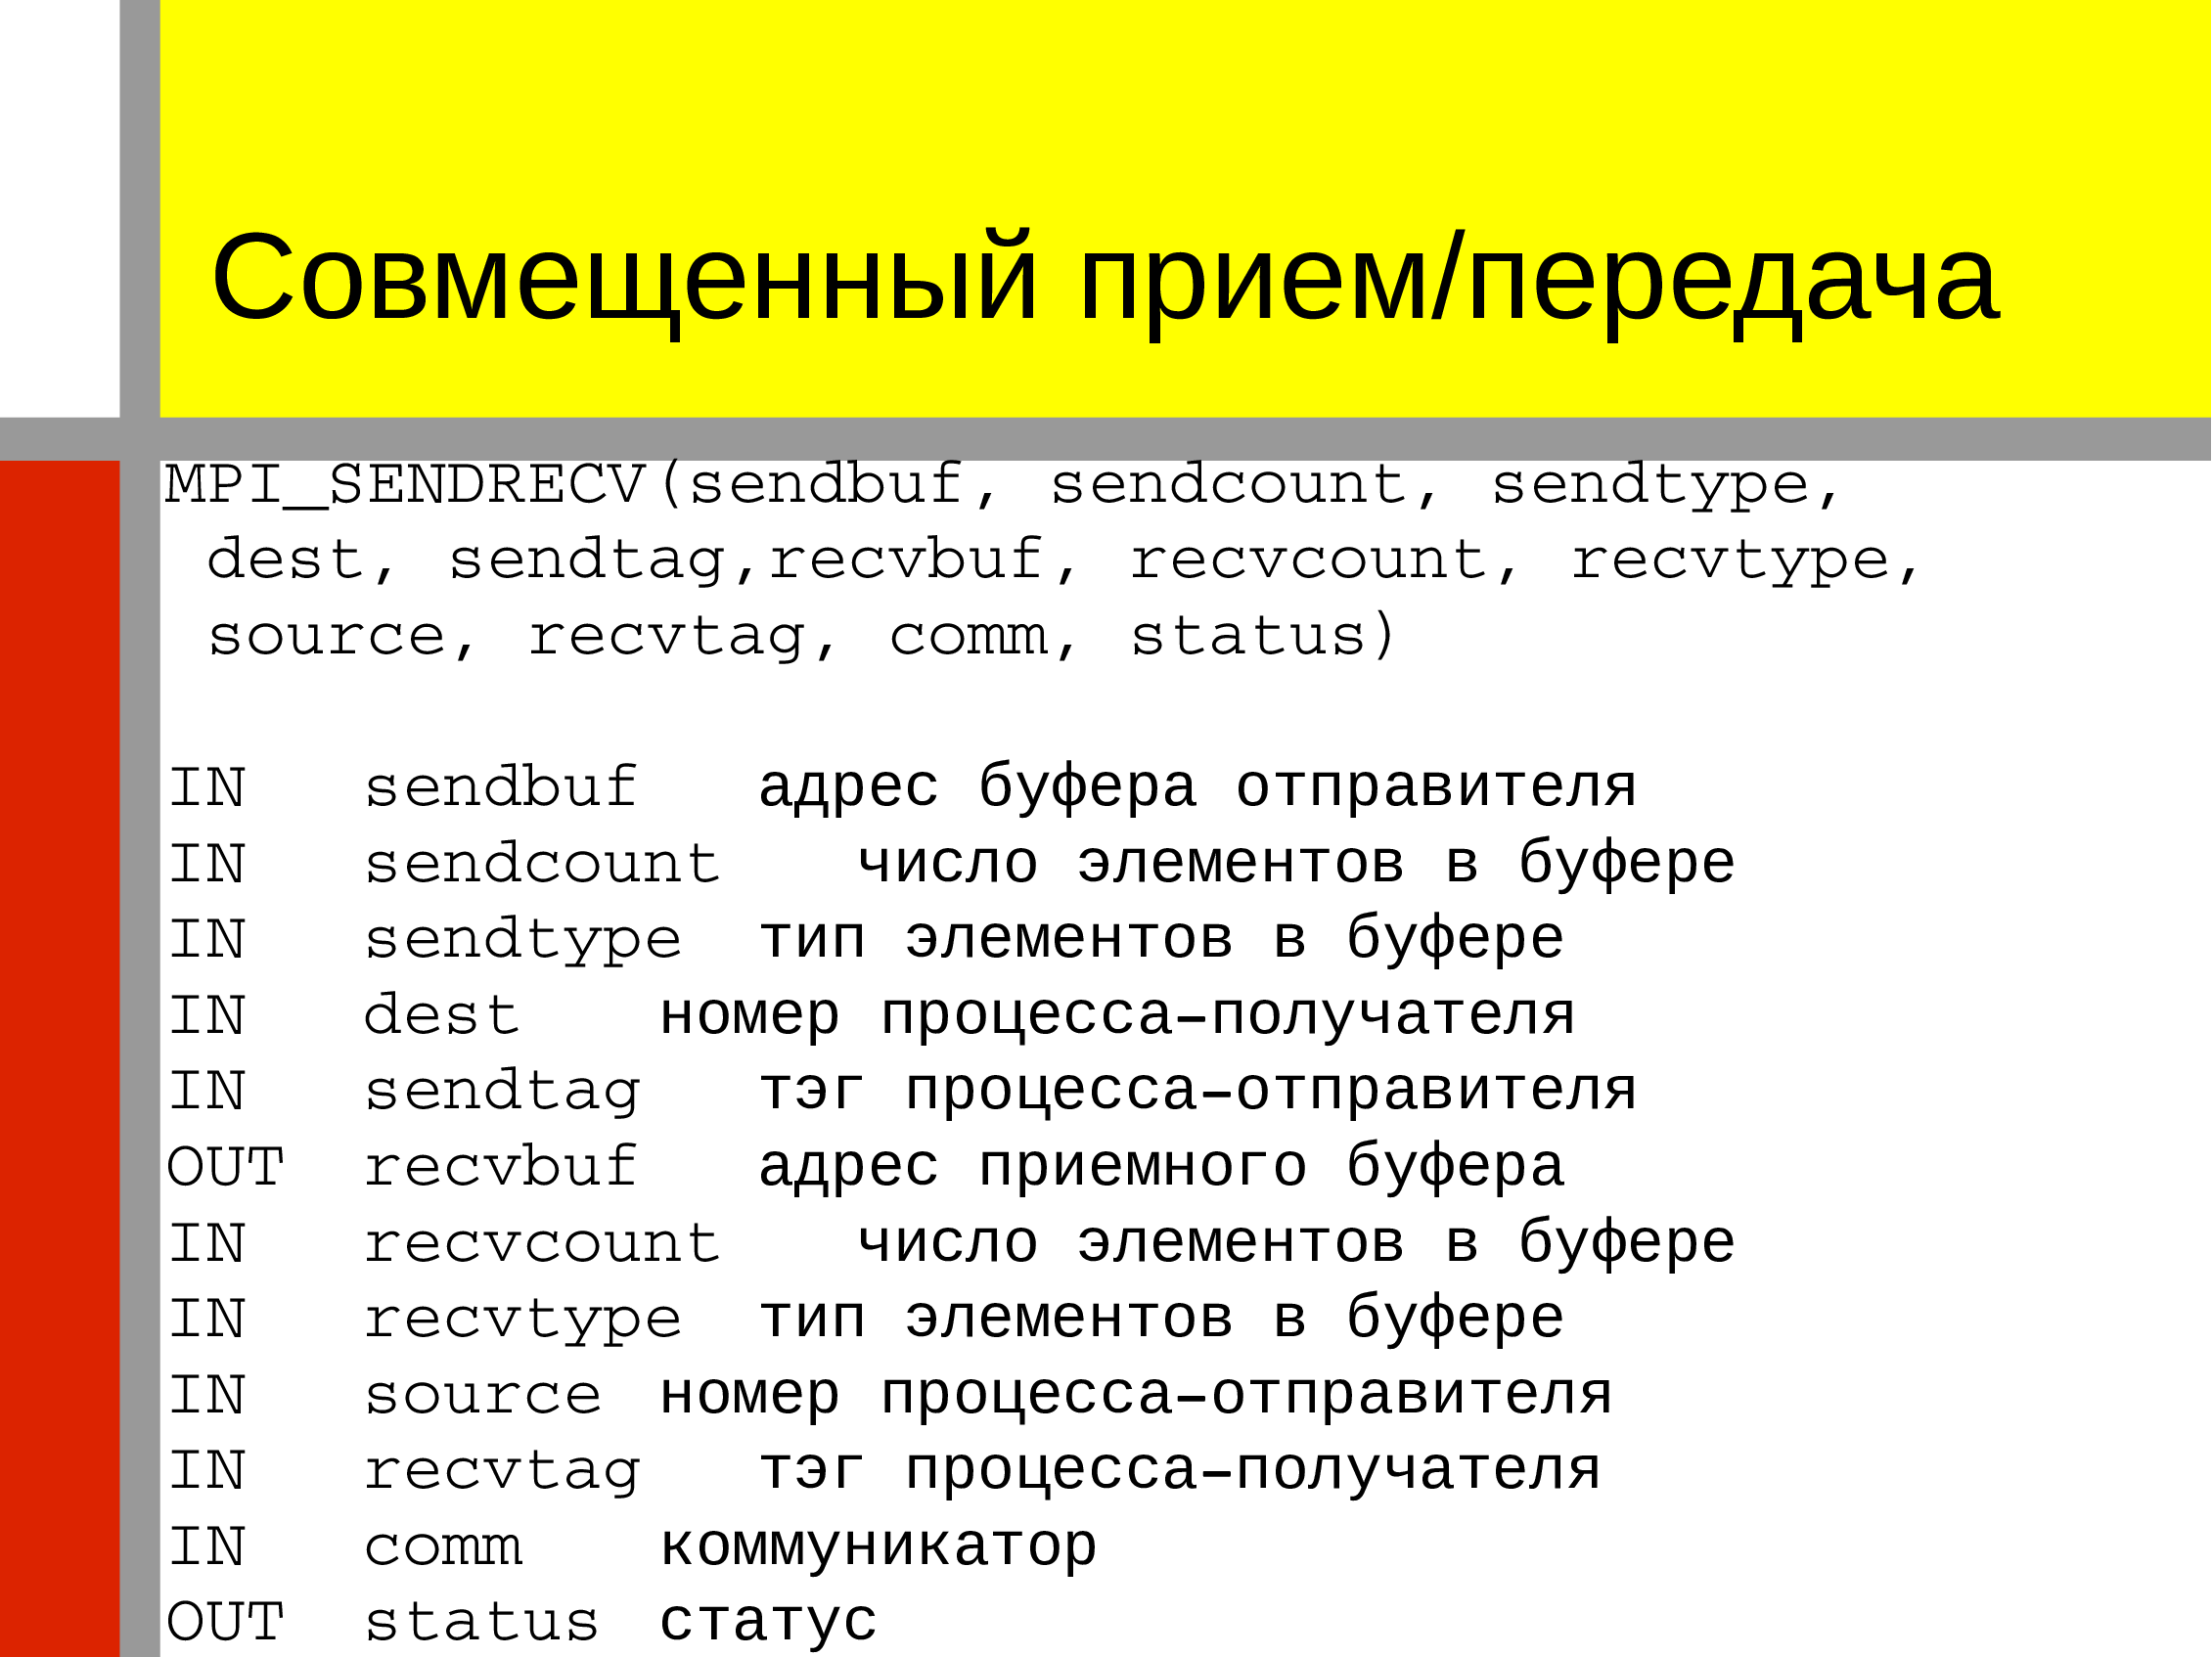 Совмещенный прием/передача
MPI_SENDRECV(sendbuf, sendcount, sendtype,
dest, sendtag,recvbuf, recvcount, recvtype,
source, recvtag, comm, status)
IN sendbuf адрес буфера отправителя
IN sendcount число элементов в буфере
IN sendtype тип элементов в буфере
IN dest номер процесса–получателя
IN sendtag тэг процесса–отправителя
OUT recvbuf адрес приемного буфера
IN recvcount число элементов в буфере
IN recvtype тип элементов в буфере
IN source номер процесса–отправителя
IN recvtag тэг процесса–получателя
IN comm коммуникатор
OUT status статус